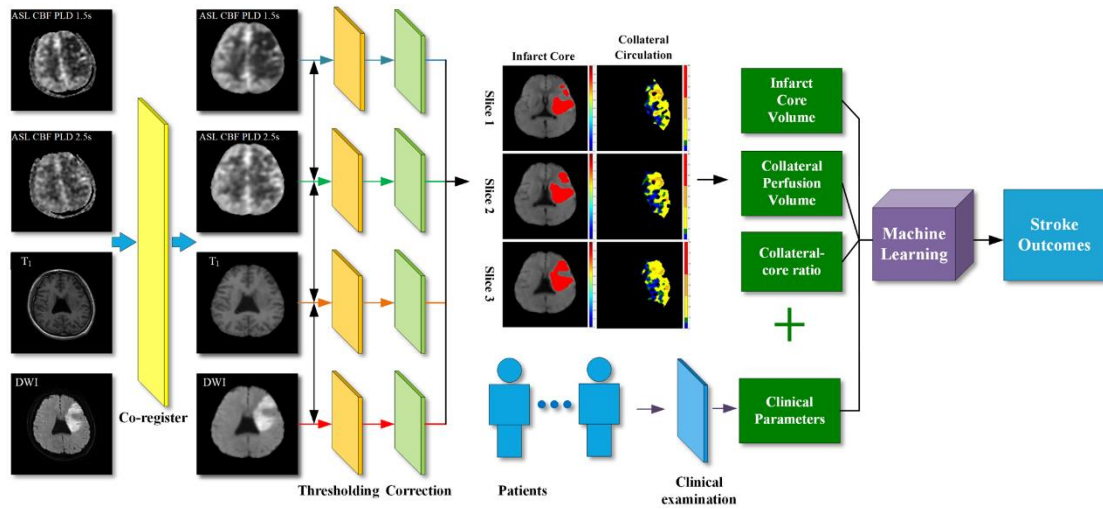 ASL CBF PLD 1.5s
ASL CBF PLD 1.5s
ASL CBF PLD 2.5s
ASL CBF PLD 2.5s
T1
T1
DWI
DWI
Co-register
Thresholding
Correction
Infarct Core
Collateral
Circulation
Slice 1
Slice 2
Slice 3
Patients
Clinical
examination
Infarct
Core
Volume
Collateral
Perfusion
Volume
Collateral-
core ratio
+
Clinical
Parameters
Machine
Learning
Stroke
Outcomes